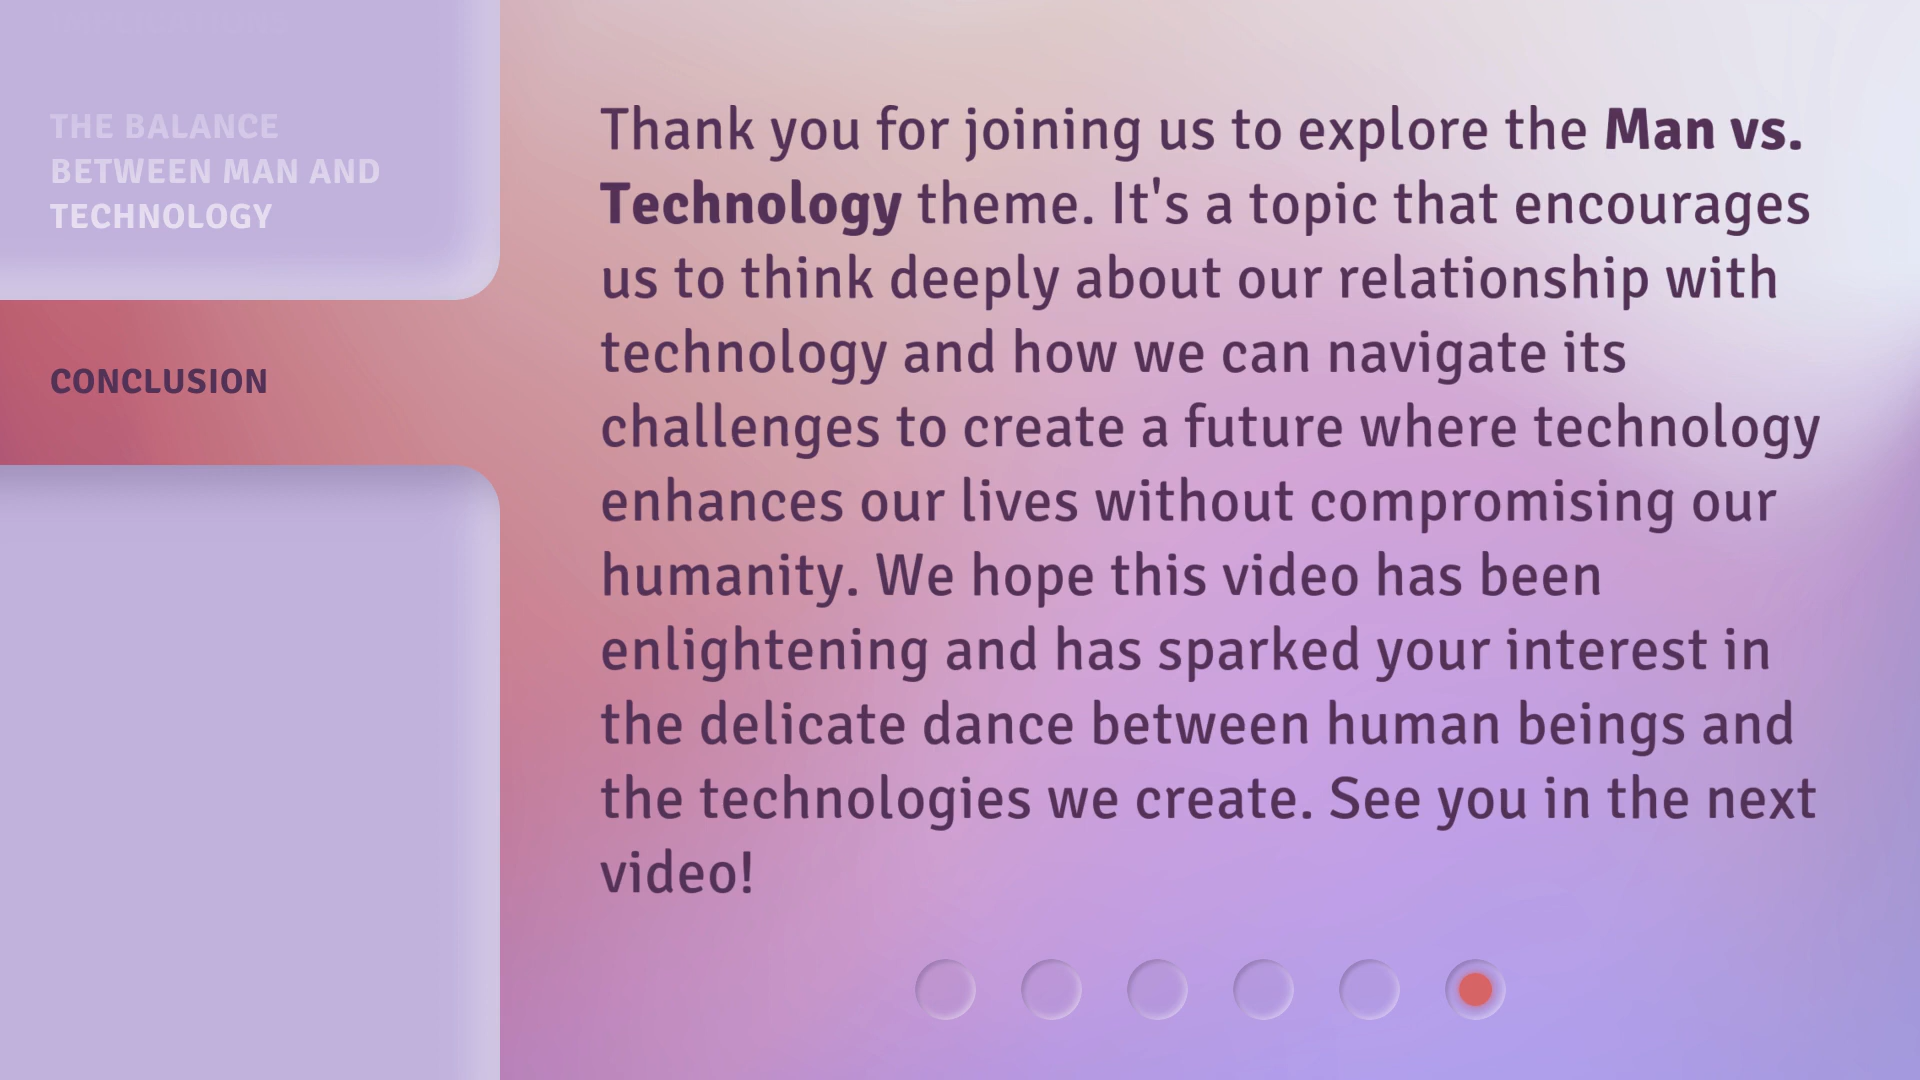 THE BALANCE
BETWEEN MAN AND
TECHNOLOGY
CONCLUSION
Thank you for joining us to explore the Man vs.
Technology theme. It's a topic that encourages
us to think deeply about our relationship with
technology and how we can navigate its
challenges to create a future where technology
enhances our lives without compromising our
humanity. We hope this video has been
enlightening and has sparked your interest in
the delicate dance between human beings and
the technologies we create. See you in the next
video!